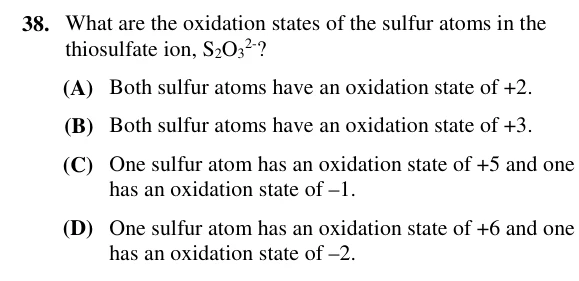 38. What are the oxidation states of the sulfur atoms in the
thiosulfate ion, S₂O₃²⁻?
(A) Both sulfur atoms have an oxidation state of +2.
(B) Both sulfur atoms have an oxidation state of +3.
(C) One sulfur atom has an oxidation state of +5 and one
has an oxidation state of –1.
(D) One sulfur atom has an oxidation state of +6 and one
has an oxidation state of –2.